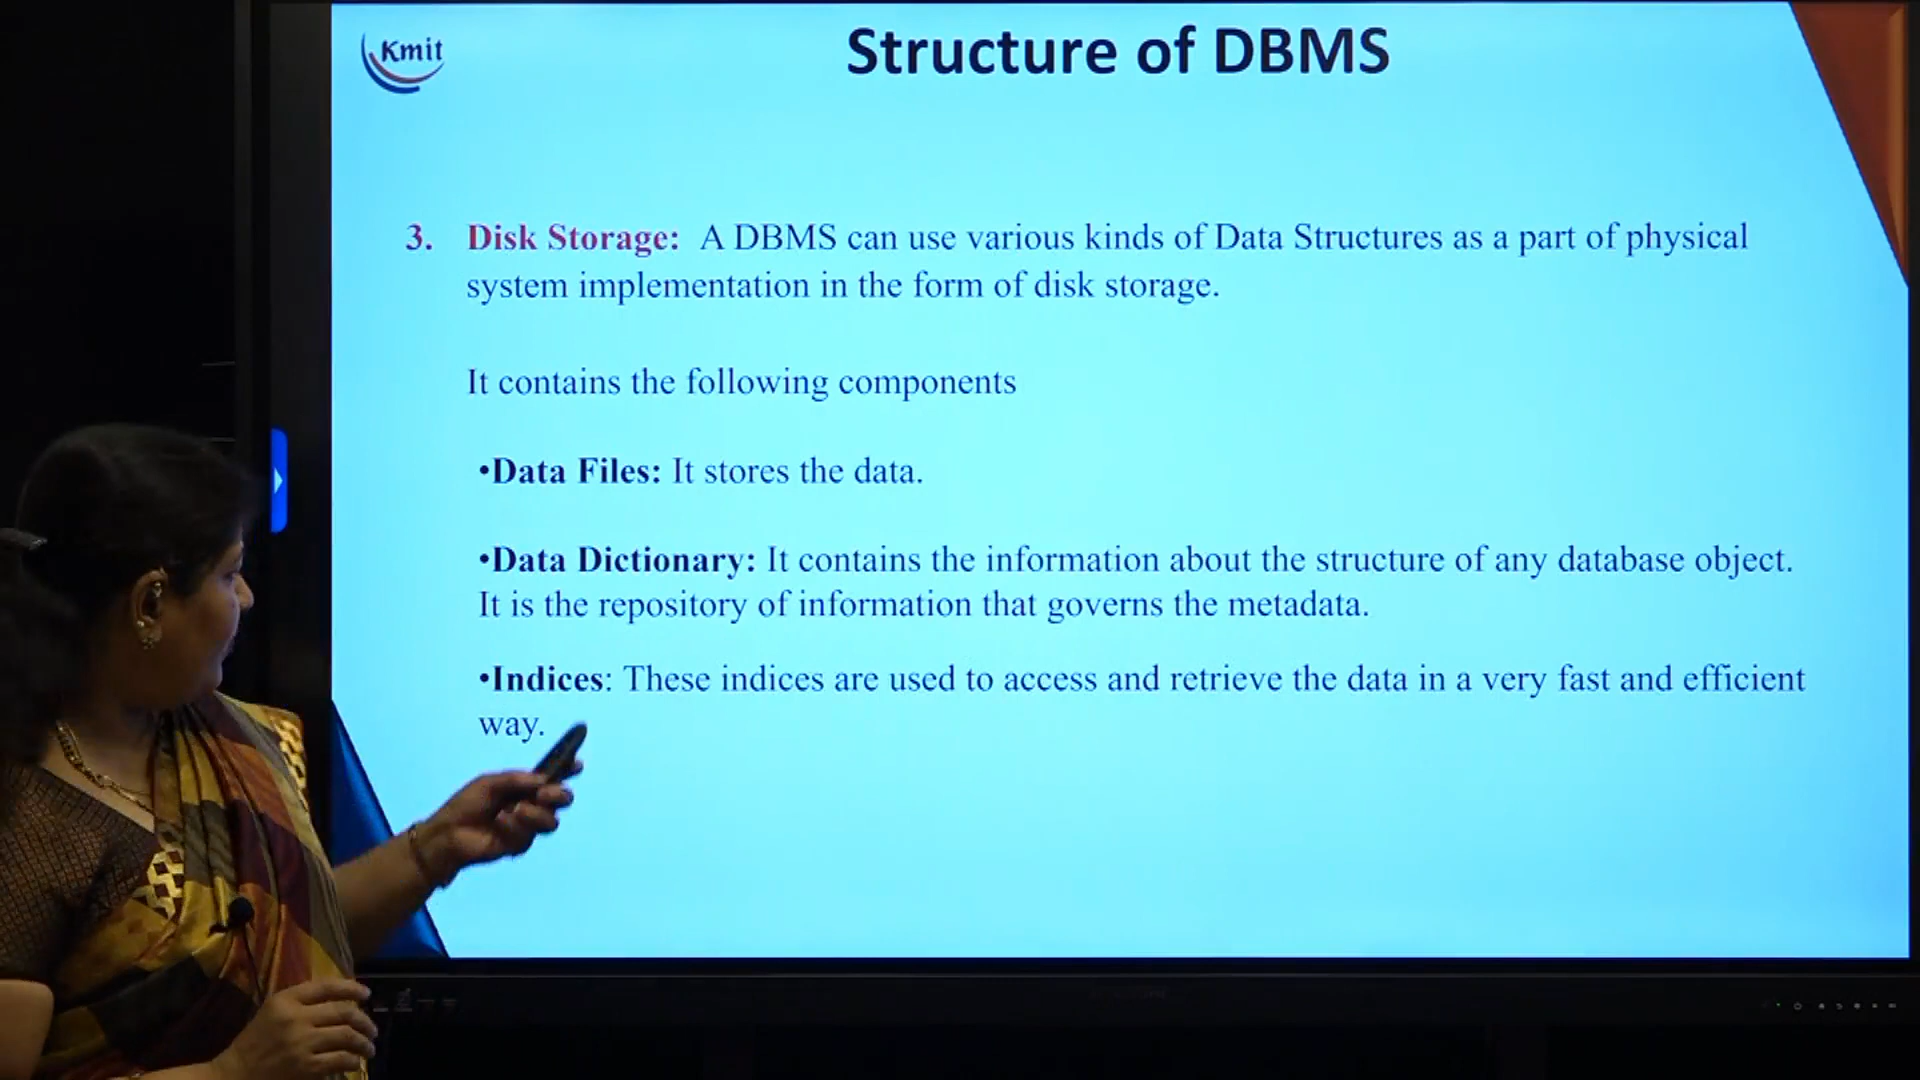 Kmit
Structure of DBMS
3. Disk Storage: A DBMS can use various kinds of Data Structures as a part of physical
system implementation in the form of disk storage.
It contains the following components
•Data Files: It stores the data.
•Data Dictionary: It contains the information about the structure of any database object.
It is the repository of information that governs the metadata.
•Indices: These indices are used to access and retrieve the data in a very fast and efficient
way.